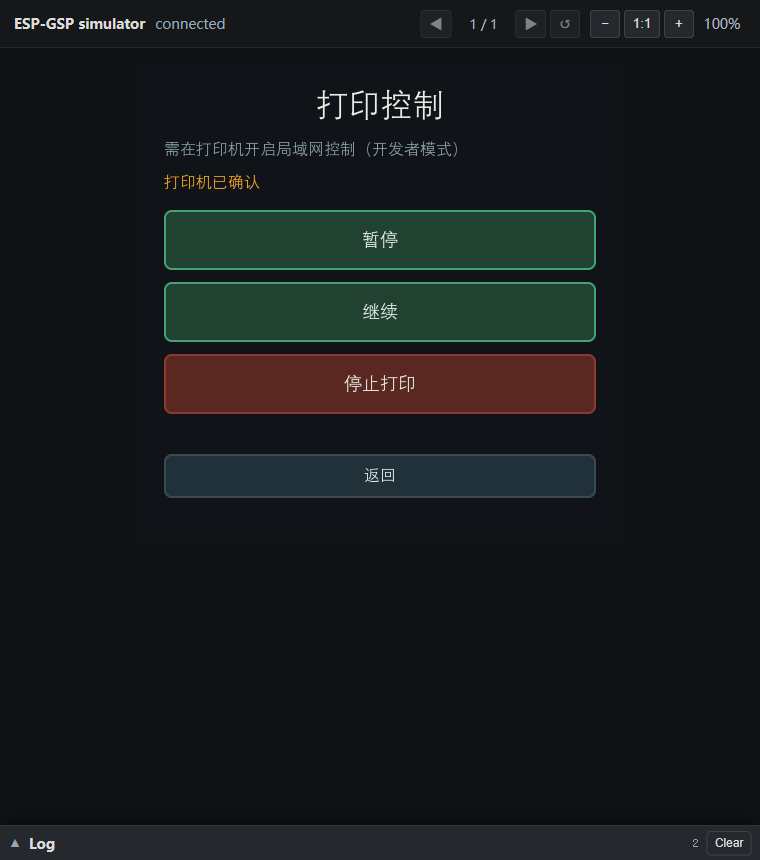 ESP-GSP simulator connected ◀ 1 / 1 ▶ ↺ − 1:1 + 100%
打印控制
需在打印机开启局域网控制（开发者模式）
打印机已确认
暂停
继续
停止打印
返回
▲ Log 2 Clear